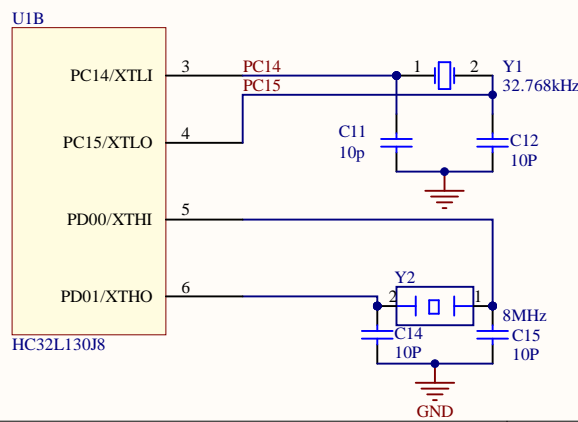 U1B
PC14/XTLI 3 PC14 1 2 Y1
PC15 32.768kHz
PC15/XTLO 4
C11 C12
10p 10P
PD00/XTHI 5
PD01/XTHO 6 Y2
2 1 8MHz
C14 C15
10P 10P
HC32L130J8
GND